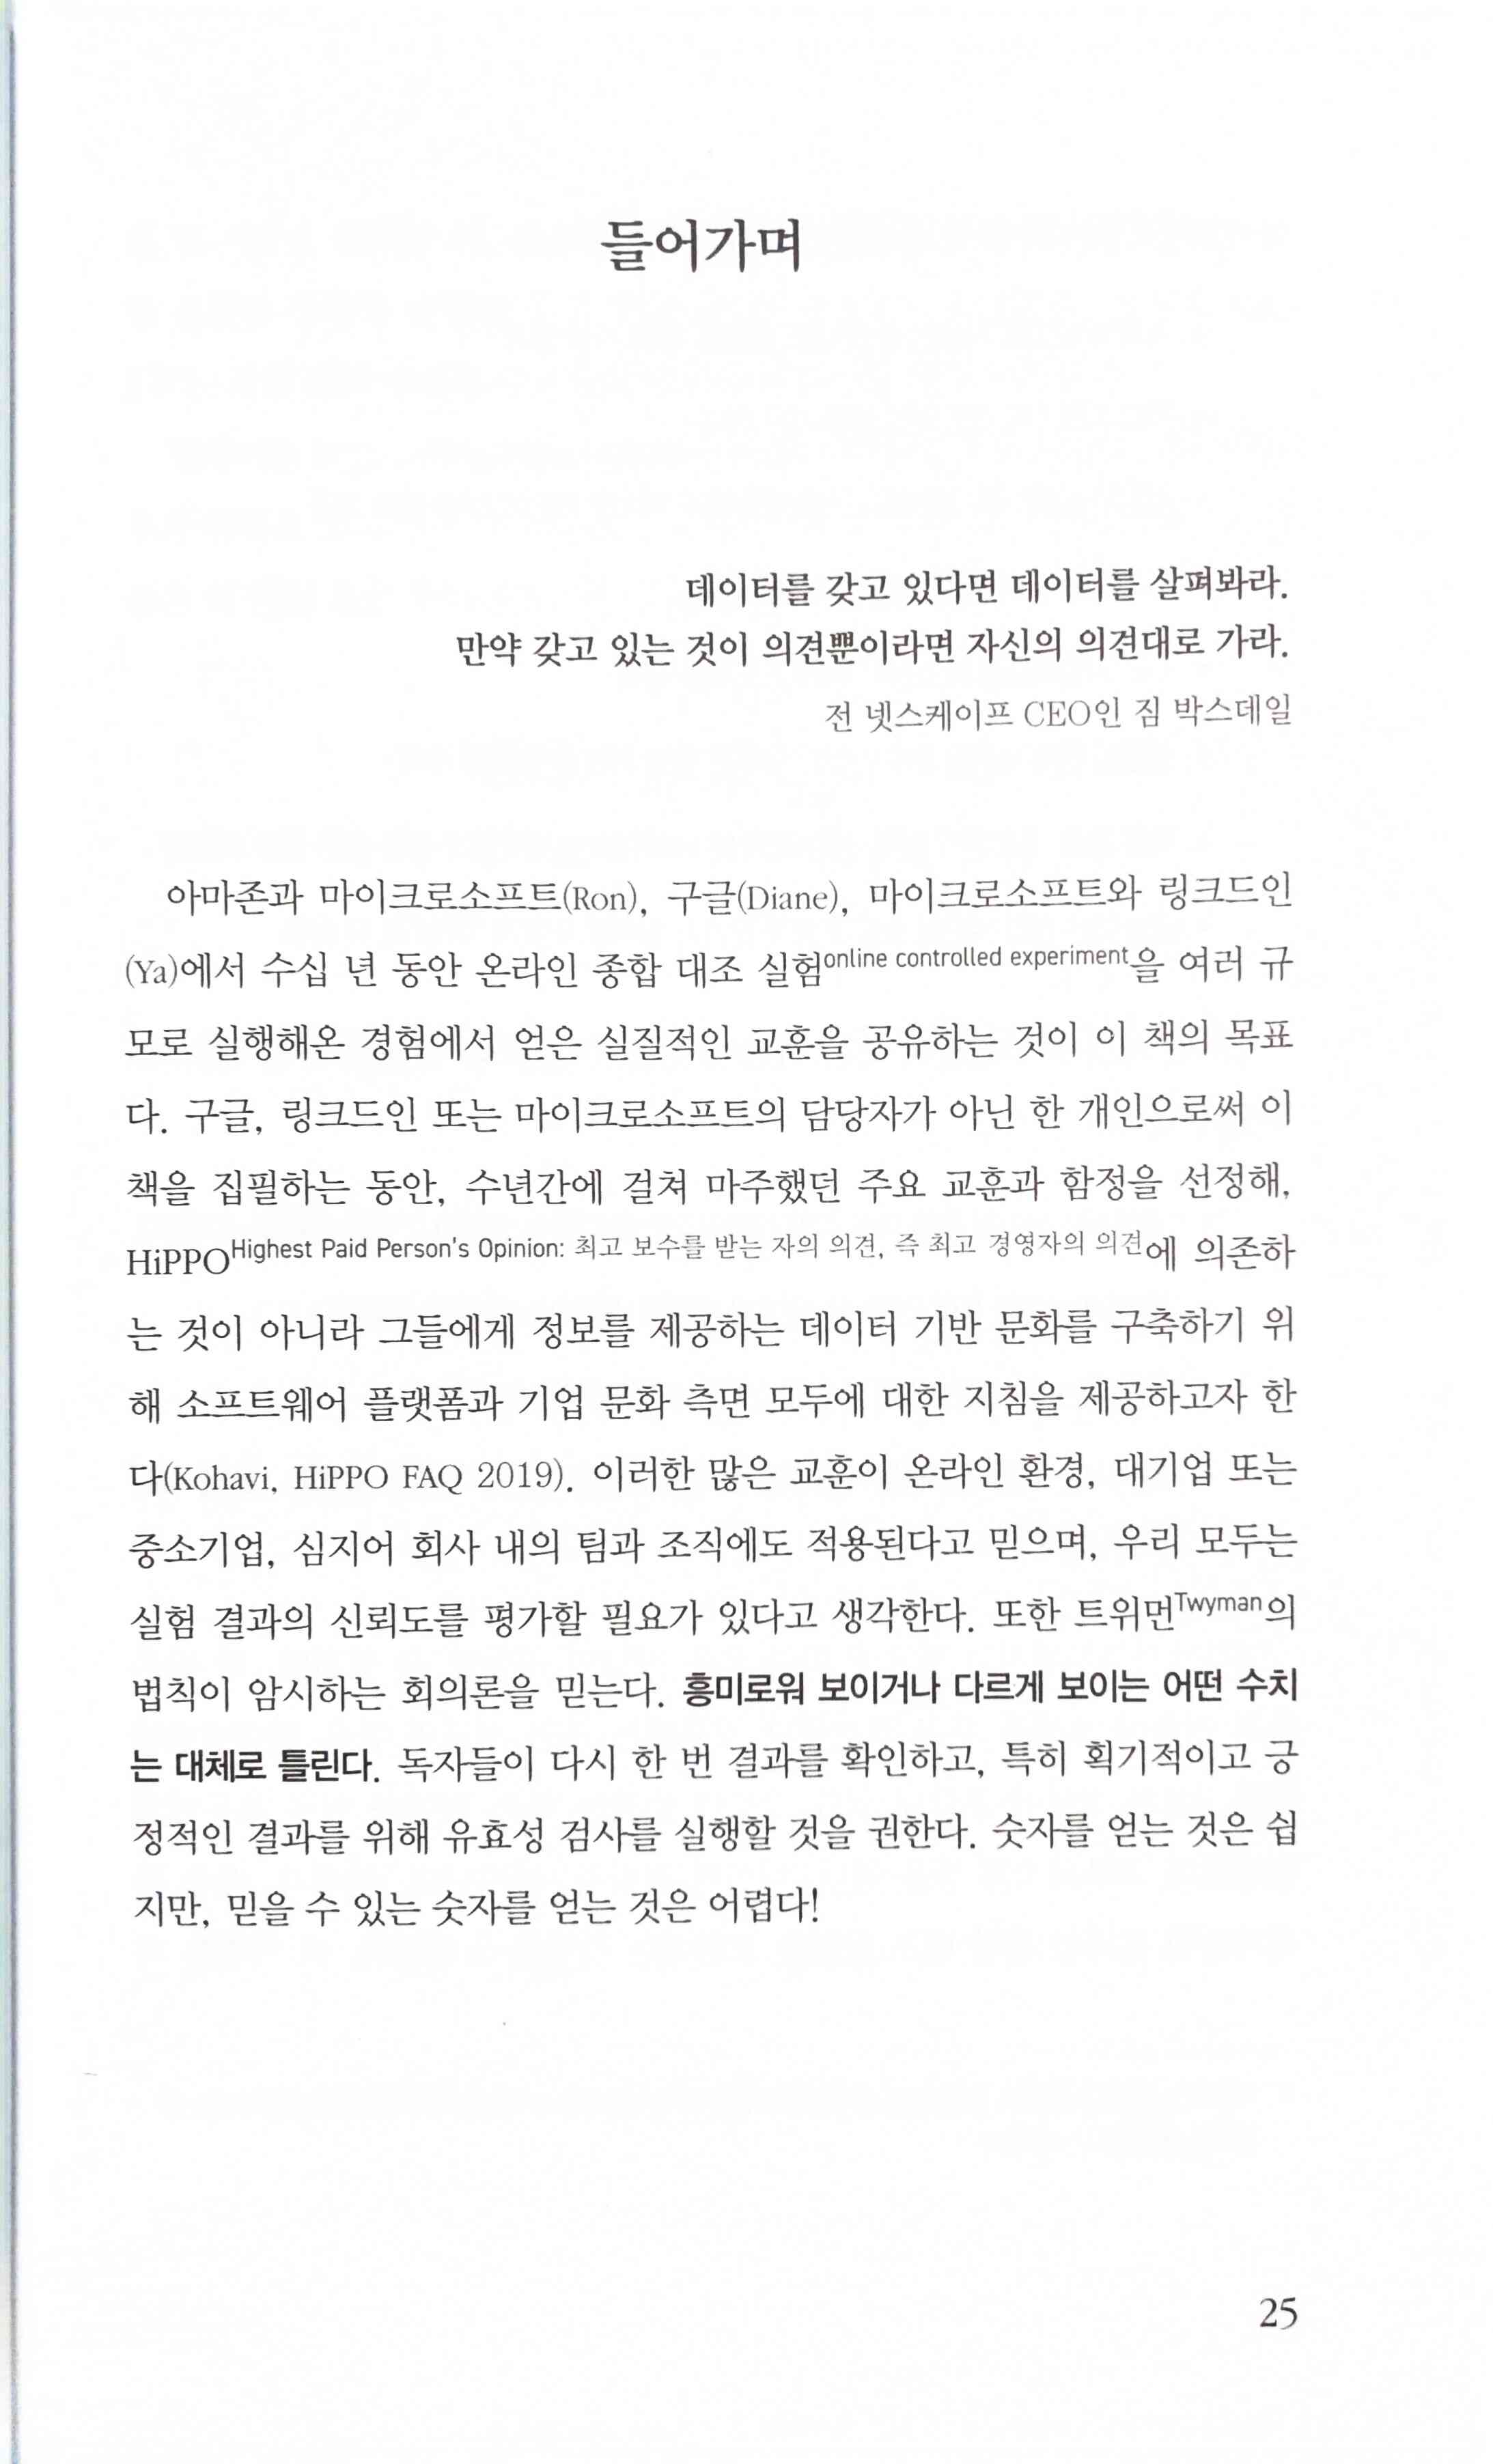 들어가며
데이터를 갖고 있다면 데이터를 살펴봐라.
만약 갖고 있는 것이 의견뿐이라면 자신의 의견대로 가라.
전 넷스케이프 CEO인 짐 박스데일
아마존과 마이크로소프트(Ron), 구글(Diane), 마이크로소프트와 링크드인
(Ya)에서 수십 년 동안 온라인 종합 대조 실험online controlled experiment을 여러 규
모로 실행해온 경험에서 얻은 실질적인 교훈을 공유하는 것이 이 책의 목표
다. 구글, 링크드인 또는 마이크로소프트의 담당자가 아닌 한 개인으로써 이
책을 집필하는 동안, 수년간에 걸쳐 마주했던 주요 교훈과 함정을 선정해,
HiPPOHighest Paid Person's Opinion: 최고 보수를 받는 자의 의견, 즉 최고 경영자의 의견에 의존하
는 것이 아니라 그들에게 정보를 제공하는 데이터 기반 문화를 구축하기 위
해 소프트웨어 플랫폼과 기업 문화 측면 모두에 대한 지침을 제공하고자 한
다(Kohavi, HiPPO FAQ 2019). 이러한 많은 교훈이 온라인 환경, 대기업 또는
중소기업, 심지어 회사 내의 팀과 조직에도 적용된다고 믿으며, 우리 모두는
실험 결과의 신뢰도를 평가할 필요가 있다고 생각한다. 또한 트위먼Twyman의
법칙이 암시하는 회의론을 믿는다. 흥미로워 보이거나 다르게 보이는 어떤 수치
는 대체로 틀린다. 독자들이 다시 한 번 결과를 확인하고, 특히 획기적이고 긍
정적인 결과를 위해 유효성 검사를 실행할 것을 권한다. 숫자를 얻는 것은 쉽
지만, 믿을 수 있는 숫자를 얻는 것은 어렵다!
25